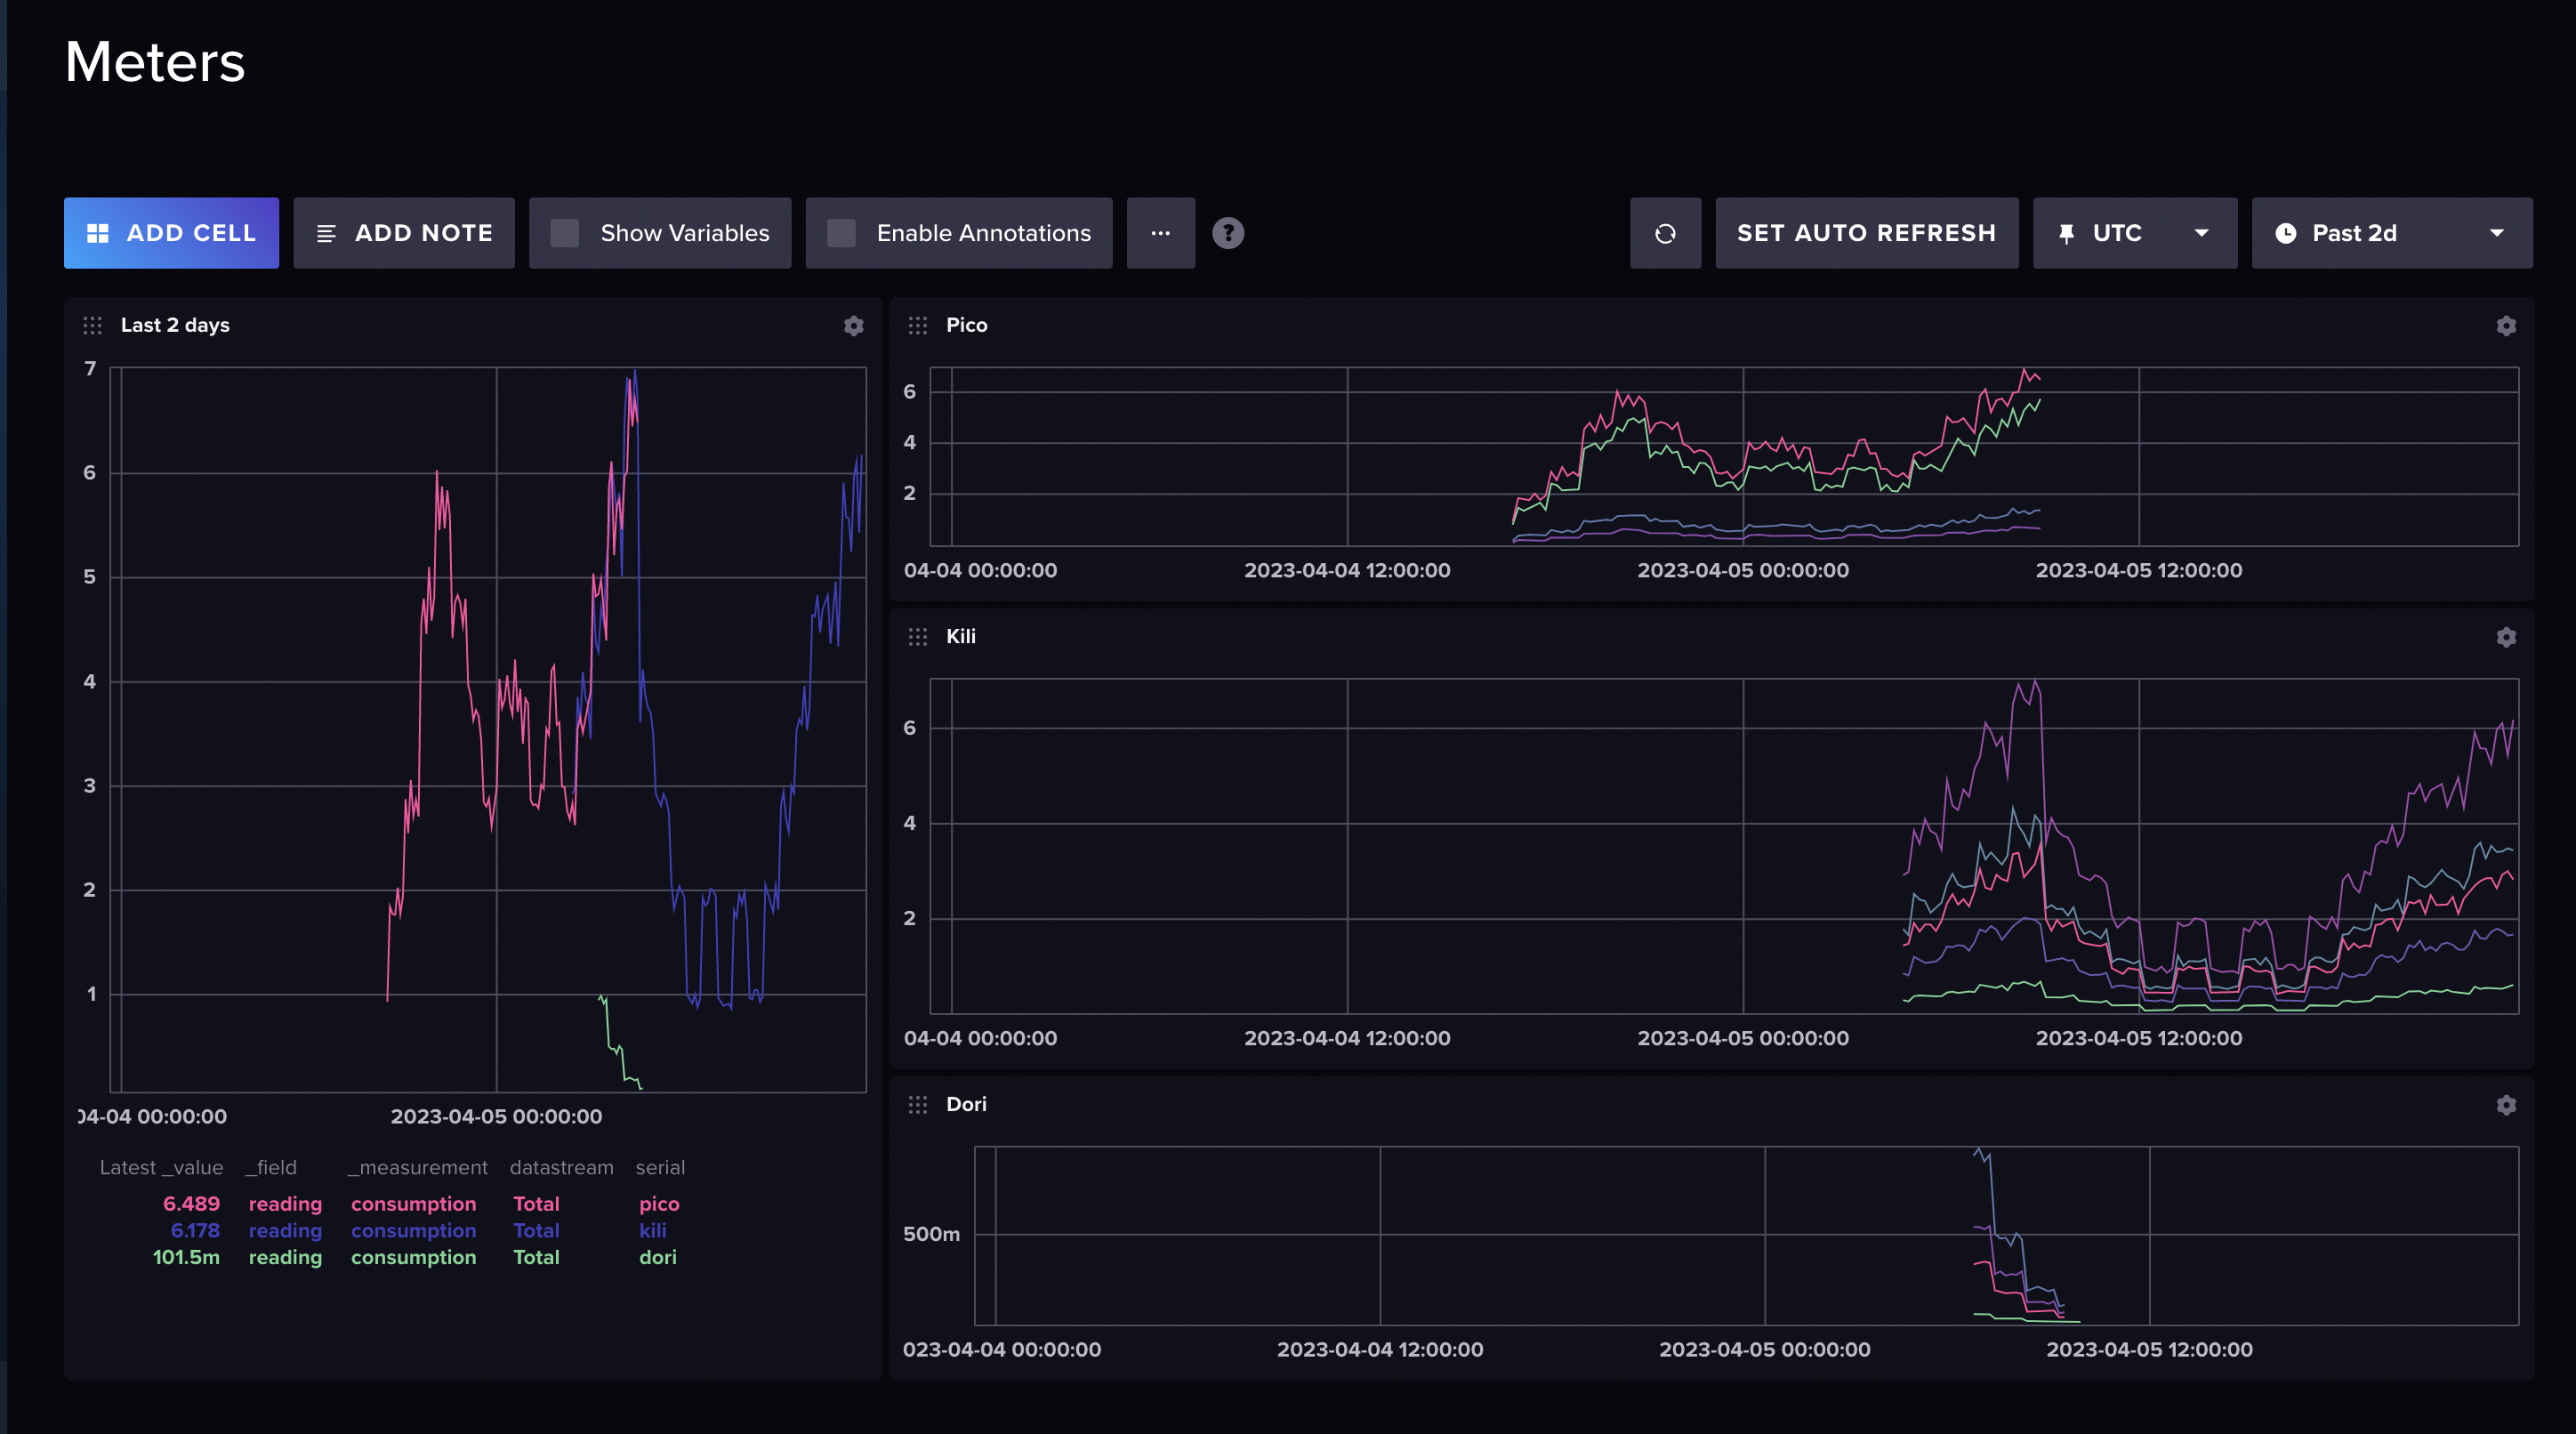 Meters
ADD CELL ADD NOTE Show Variables Enable Annotations ... ? SET AUTO REFRESH UTC Past 2d
Last 2 days
7
6
5
4
3
2
1
04-04 00:00:00 2023-04-05 00:00:00
Latest _value _field _measurement datastream serial
6.489 reading consumption Total pico
6.178 reading consumption Total kili
101.5m reading consumption Total dori
Pico
6
4
2
04-04 00:00:00 2023-04-04 12:00:00 2023-04-05 00:00:00 2023-04-05 12:00:00
Kili
6
4
2
04-04 00:00:00 2023-04-04 12:00:00 2023-04-05 00:00:00 2023-04-05 12:00:00
Dori
500m
023-04-04 00:00:00 2023-04-04 12:00:00 2023-04-05 00:00:00 2023-04-05 12:00:00